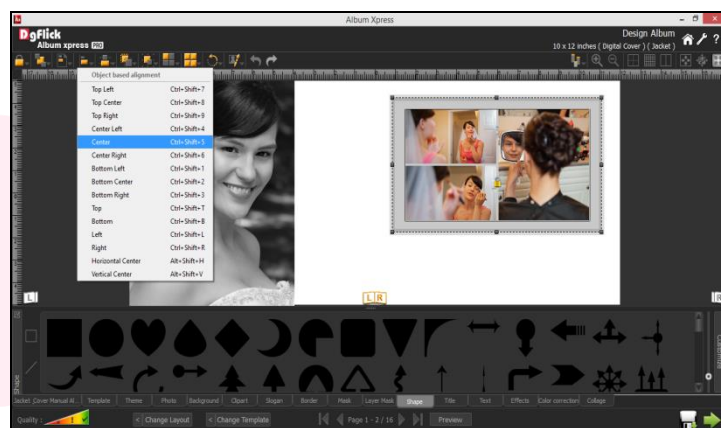 Album Xpress
DgFlick
Album xpress PRO
Design Album
10 x 12 inches ( Digital Cover ) ( Jacket )
Object based alignment
Top Left Ctrl+Shift+7
Top Center Ctrl+Shift+8
Top Right Ctrl+Shift+9
Center Left Ctrl+Shift+4
Center Ctrl+Shift+5
Center Right Ctrl+Shift+6
Bottom Left Ctrl+Shift+1
Bottom Center Ctrl+Shift+2
Bottom Right Ctrl+Shift+3
Top Ctrl+Shift+T
Bottom Ctrl+Shift+B
Left Ctrl+Shift+L
Right Ctrl+Shift+R
Horizontal Center Alt+Shift+H
Vertical Center Alt+Shift+V
L L R R
Shape
Jacket Cover Manual Al.. Template Theme Photo Background Clipart Slogan Border Mask Layer Mask Shape Title Text Effects Color correction Collage
Quality : < Change Layout < Change Template Page 1 - 2 / 16 Preview